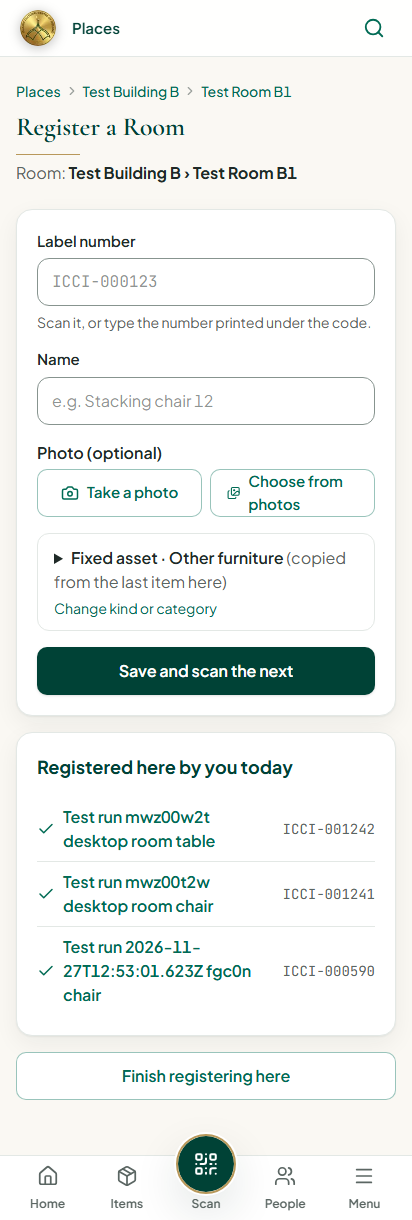 Places
Places > Test Building B > Test Room B1
Register a Room
Room: Test Building B › Test Room B1
Label number
ICCI-000123
Scan it, or type the number printed under the code.
Name
e.g. Stacking chair 12
Photo (optional)
Take a photo
Choose from
photos
▶ Fixed asset · Other furniture (copied
from the last item here)
Change kind or category
Save and scan the next
Registered here by you today
Test run mwz00w2t
desktop room table
ICCI-001242
Test run mwz00t2w
desktop room chair
ICCI-001241
Test run 2026-11-
27T12:53:01.623Z fgc0n
chair
ICCI-000590
Finish registering here
Home
Items
Scan
People
Menu